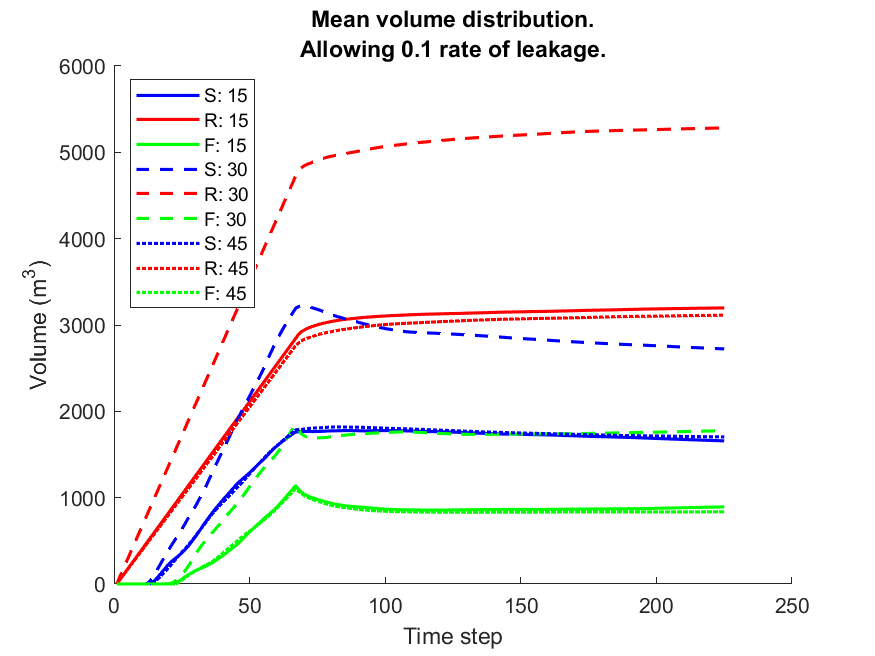 Mean volume distribution.
Allowing 0.1 rate of leakage.
6000
5000
4000
3000
2000
1000
0
Volume (m³)
S: 15
R: 15
F: 15
S: 30
R: 30
F: 30
S: 45
R: 45
F: 45
0 50 100 150 200 250
Time step